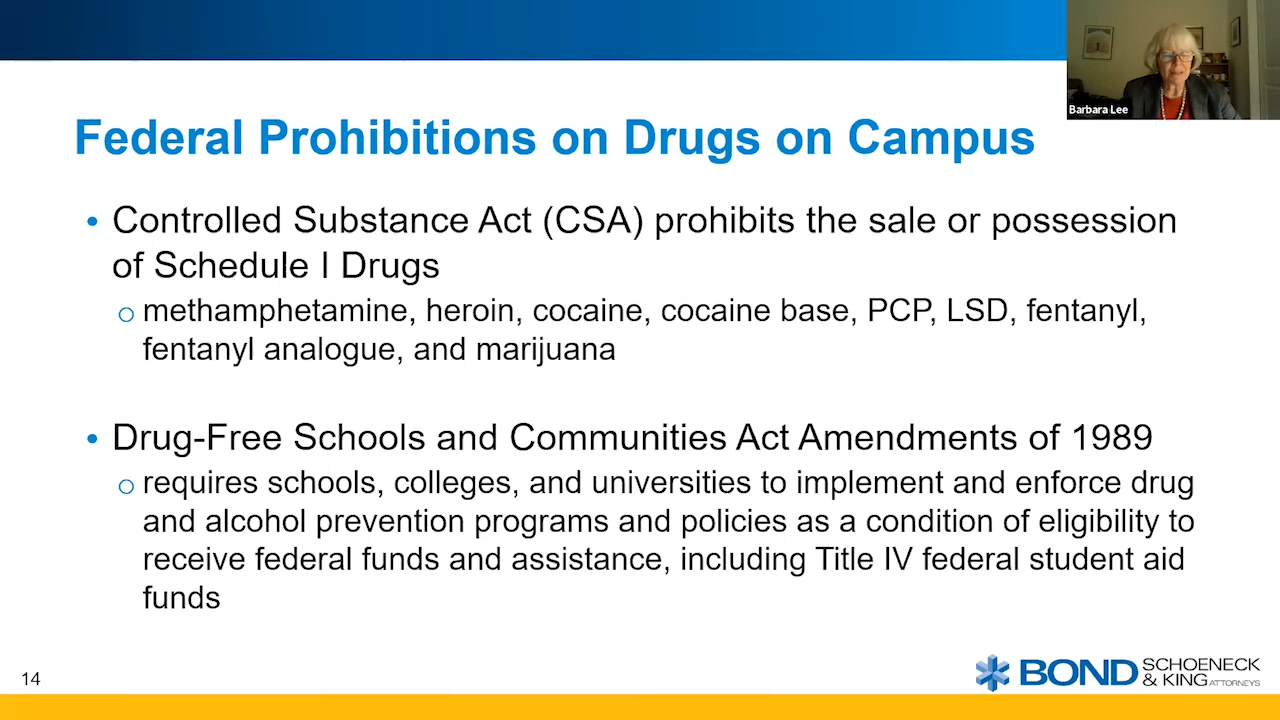 Barbara Lee
Federal Prohibitions on Drugs on Campus
• Controlled Substance Act (CSA) prohibits the sale or possession
of Schedule I Drugs
o methamphetamine, heroin, cocaine, cocaine base, PCP, LSD, fentanyl,
fentanyl analogue, and marijuana
• Drug-Free Schools and Communities Act Amendments of 1989
o requires schools, colleges, and universities to implement and enforce drug
and alcohol prevention programs and policies as a condition of eligibility to
receive federal funds and assistance, including Title IV federal student aid
funds
14
BOND SCHOENECK
& KING ATTORNEYS